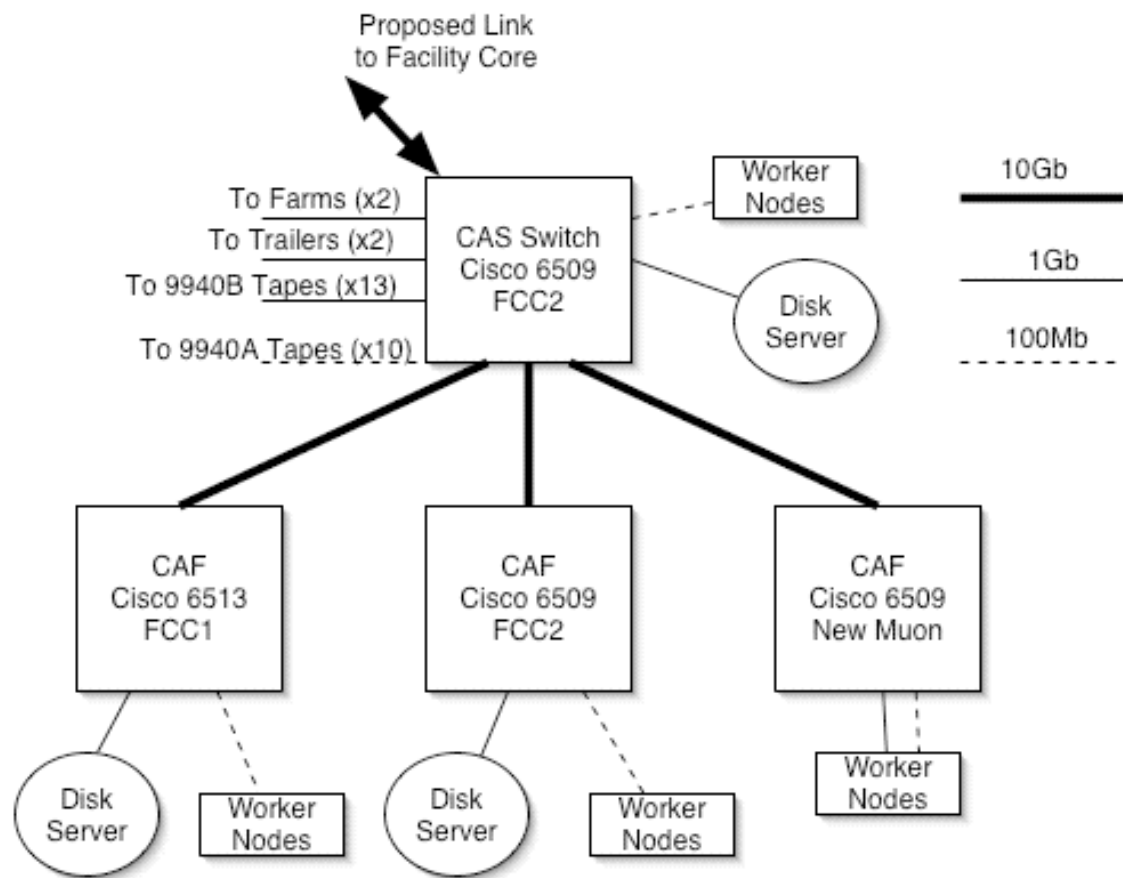 Proposed Link
to Facility Core
To Farms (x2)
To Trailers (x2)
To 9940B Tapes (x13)
To 9940A Tapes (x10)
CAS Switch
Cisco 6509
FCC2
Worker
Nodes
Disk
Server
10Gb
1Gb
100Mb
CAF
Cisco 6513
FCC1
CAF
Cisco 6509
FCC2
CAF
Cisco 6509
New Muon
Disk
Server
Worker
Nodes
Disk
Server
Worker
Nodes
Worker
Nodes